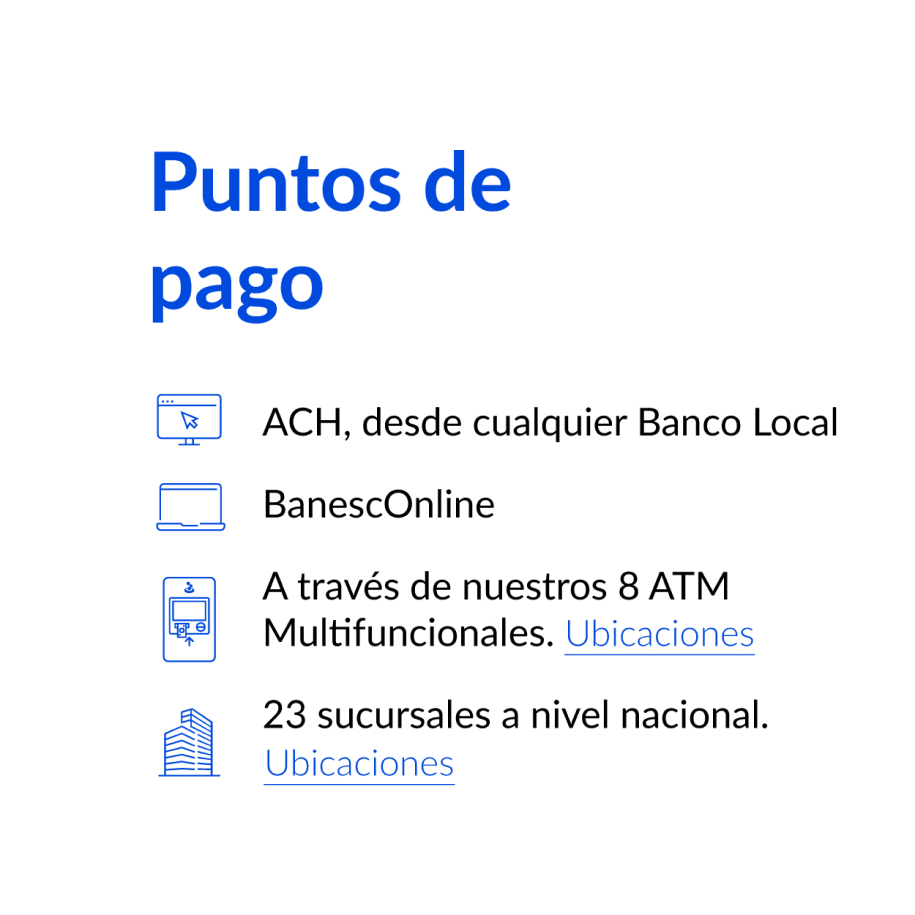 Puntos de
pago
ACH, desde cualquier Banco Local
BanescOnline
A través de nuestros 8 ATM
Multifuncionales. Ubicaciones
23 sucursales a nivel nacional.
Ubicaciones